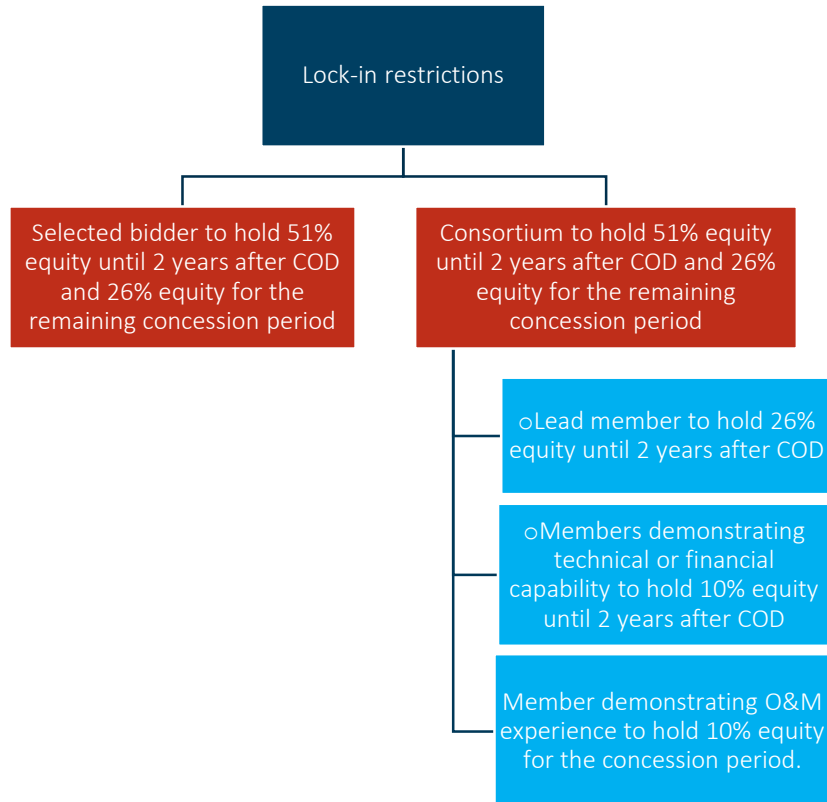 Lock-in restrictions
Selected bidder to hold 51%
equity until 2 years after COD
and 26% equity for the
remaining concession period
Consortium to hold 51% equity
until 2 years after COD and 26%
equity for the remaining
concession period
oLead member to hold 26%
equity until 2 years after COD
oMembers demonstrating
technical or financial
capability to hold 10% equity
until 2 years after COD
Member demonstrating O&M
experience to hold 10% equity
for the concession period.